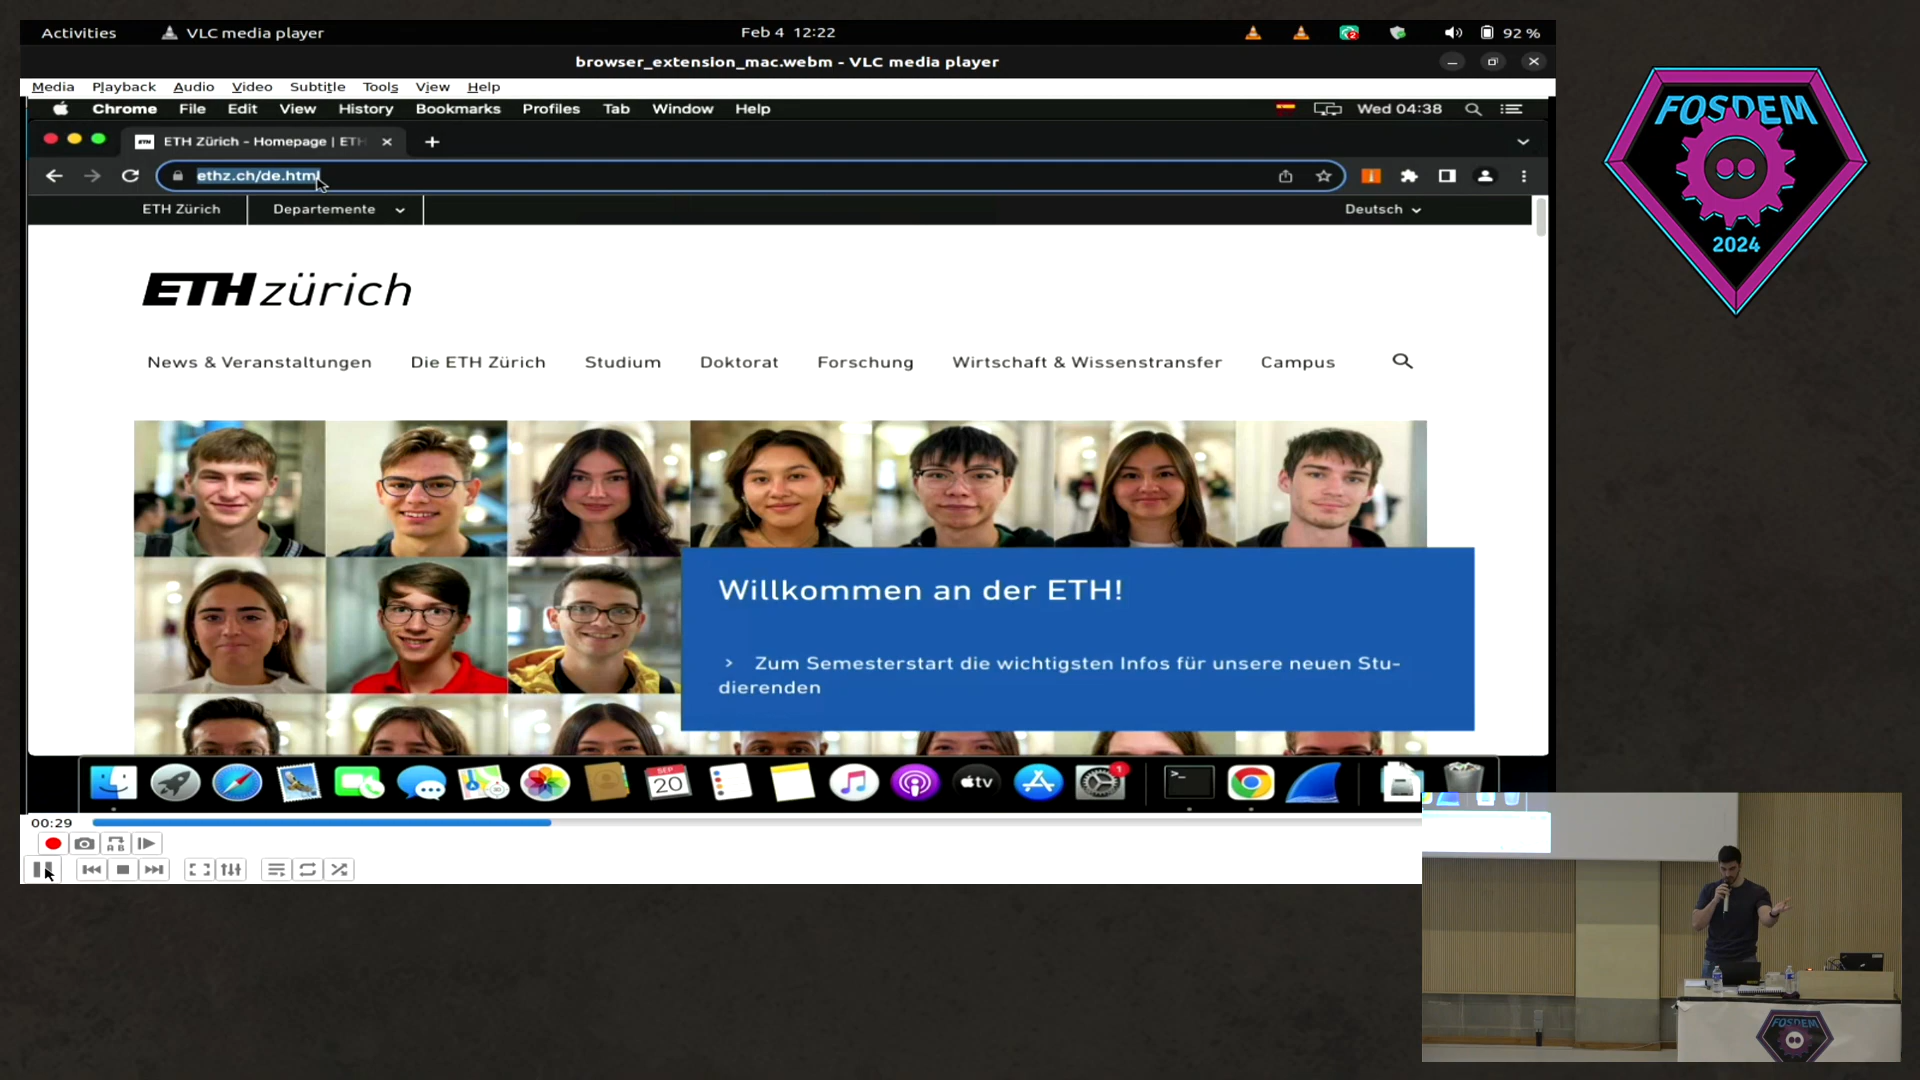 Activities VLC media player Feb 4 12:22 92 %
browser_extension_mac.webm - VLC media player
Media Playback Audio Video Subtitle Tools View Help
Chrome File Edit View History Bookmarks Profiles Tab Window Help Wed 04:38
ETH Zürich - Homepage | ETH
ethz.ch/de.html
ETH Zürich Departemente Deutsch
ETH zürich
News & Veranstaltungen Die ETH Zürich Studium Doktorat Forschung Wirtschaft & Wissenstransfer Campus
Willkommen an der ETH!
> Zum Semesterstart die wichtigsten Infos für unsere neuen Stu-
dierenden
SEP
20
tv
1
00:29
FOSDEM
2024
FOSDEM